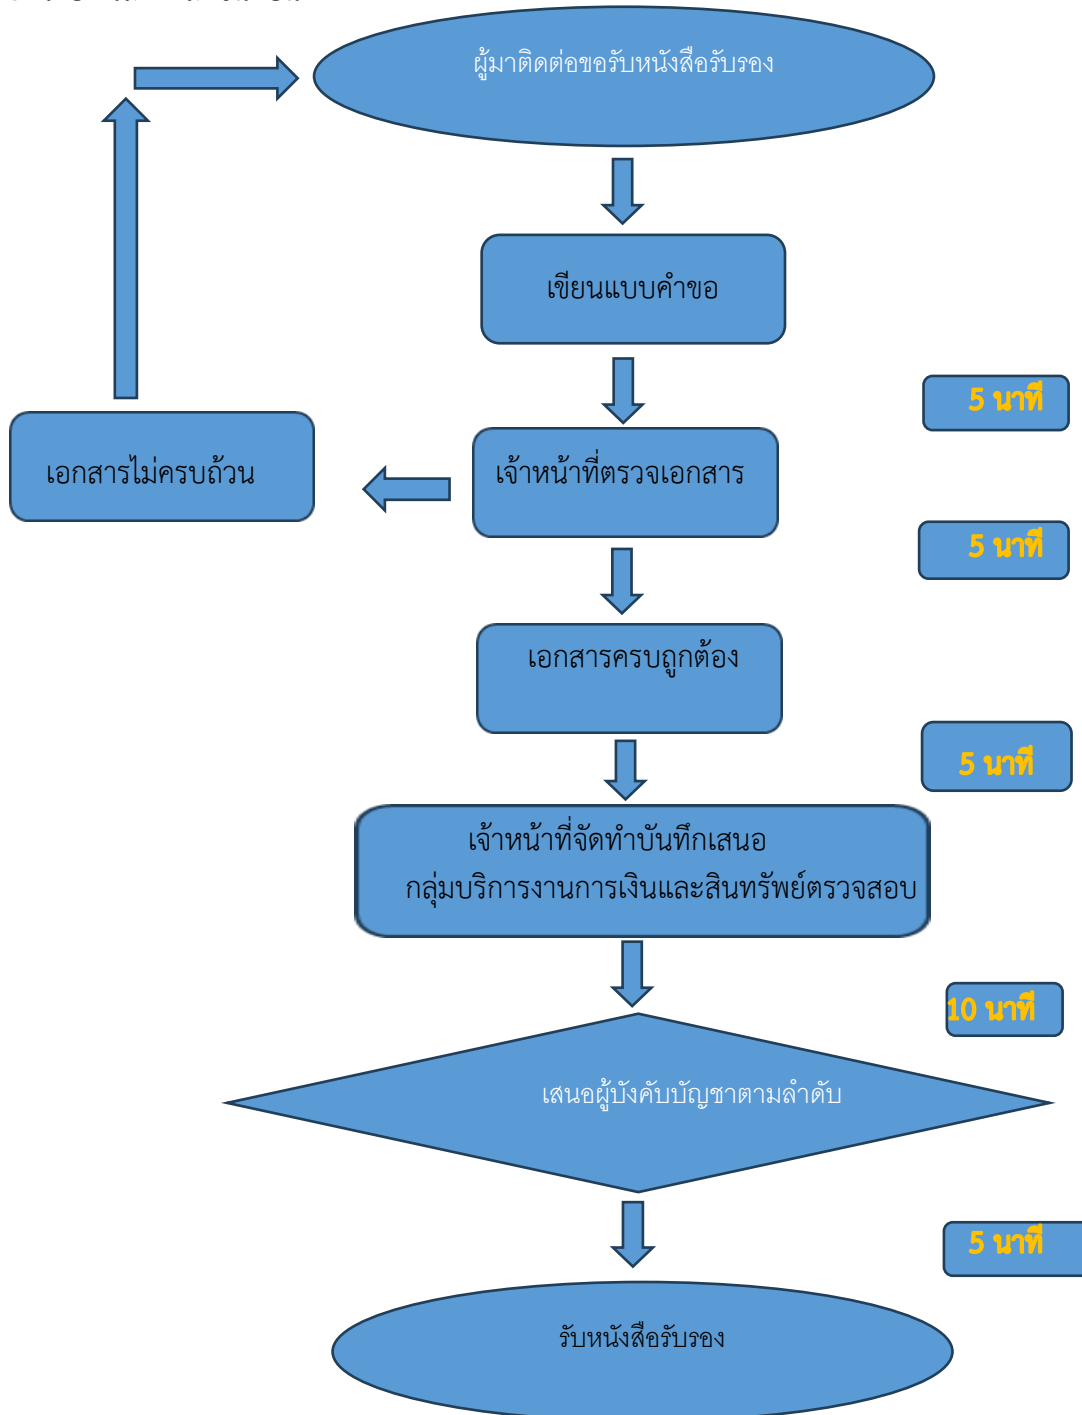 ผู้มาติดต่อขอรับหนังสือรับรอง
เขียนแบบคำขอ
5 นาที
เอกสารไม่ครบถ้วน
เจ้าหน้าที่ตรวจเอกสาร
5 นาที
เอกสารครบถูกต้อง
5 นาที
เจ้าหน้าที่จัดทำบันทึกเสนอ
กลุ่มบริการงานการเงินและสินทรัพย์ตรวจสอบ
10 นาที
เสนอผู้บังคับบัญชาตามลำดับ
5 นาที
รับหนังสือรับรอง